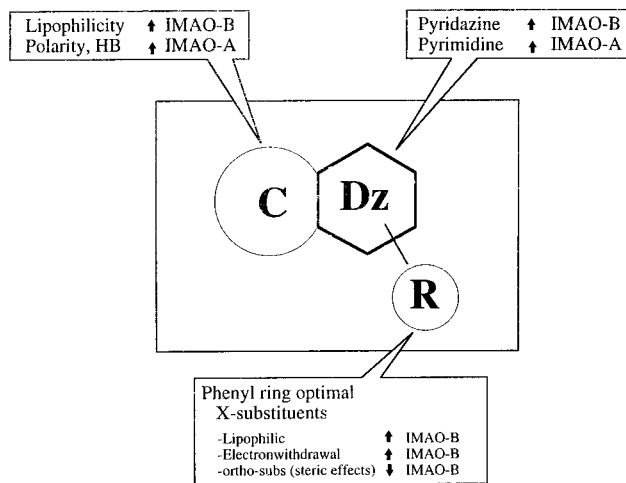 Lipophilicity ⬆ IMAO-B
Polarity, HB ⬆ IMAO-A
Pyridazine ⬆ IMAO-B
Pyrimidine ⬆ IMAO-A
C
Dz
R
Phenyl ring optimal
X-substituents
-Lipophilic ⬆ IMAO-B
-Electronwithdrawal ⬆ IMAO-B
-ortho-subs (steric effects) ⬇ IMAO-B